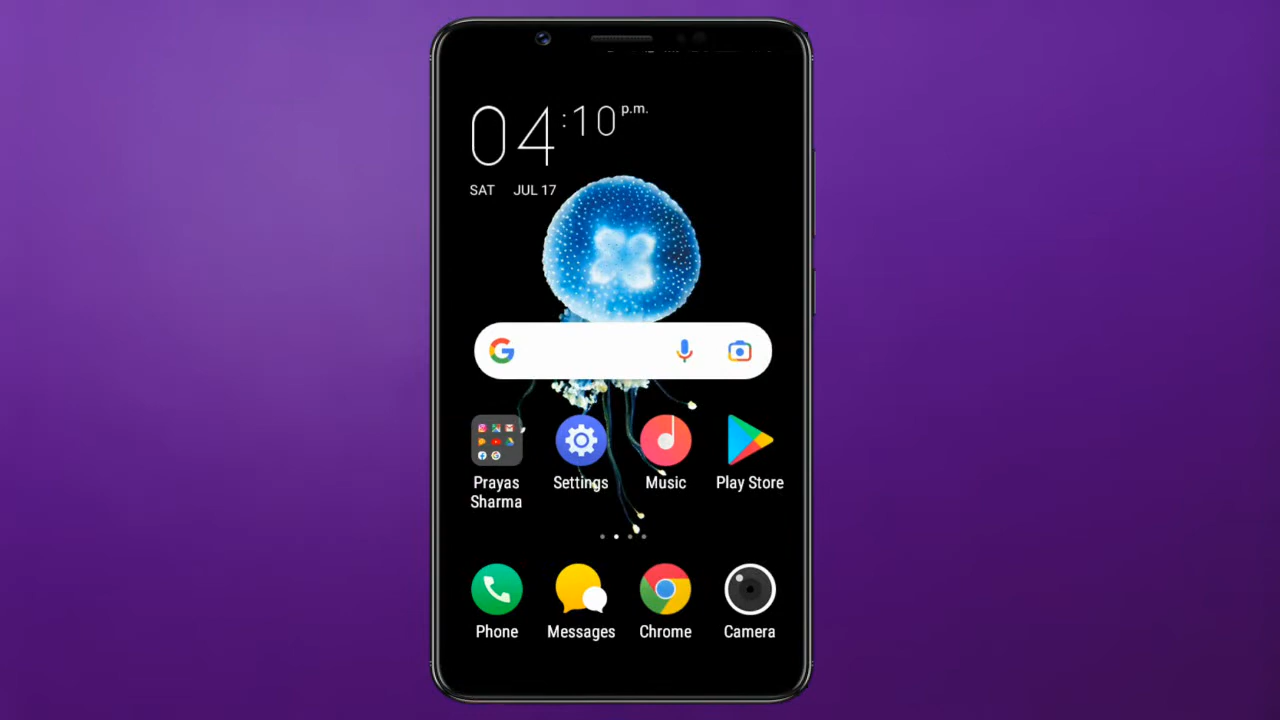 04:10 p.m.
SAT JUL 17
Prayas Sharma
Settings
Music
Play Store
Phone
Messages
Chrome
Camera